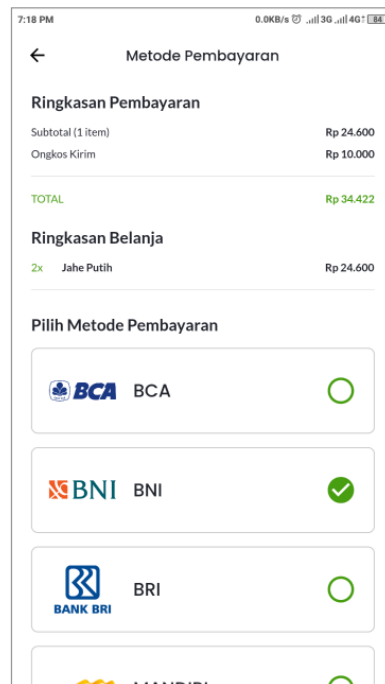 7:18 PM 0.0KB/s 3G 4G 84
Metode Pembayaran
Ringkasan Pembayaran
Subtotal (1 item) Rp 24.600
Ongkos Kirim Rp 10.000
TOTAL Rp 34.422
Ringkasan Belanja
2x Jahe Putih Rp 24.600
Pilih Metode Pembayaran
BCA BCA
BNI BNI
BRI
BANK BRI
MANDIRI